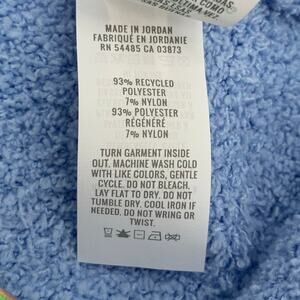 COMO
MADE IN JORDAN
FABRIQUÉ EN JORDANIE
RN 54485 CA 03873
93% RECYCLED
POLYESTER
7% NYLON
93% POLYESTER
RÉGÉNÉRÉ
7% NYLON
TURN GARMENT INSIDE
OUT. MACHINE WASH COLD
WITH LIKE COLORS, GENTLE
CYCLE. DO NOT BLEACH.
LAY FLAT TO DRY. DO NOT
TUMBLE DRY. COOL IRON IF
NEEDED. DO NOT WRING OR
TWIST.